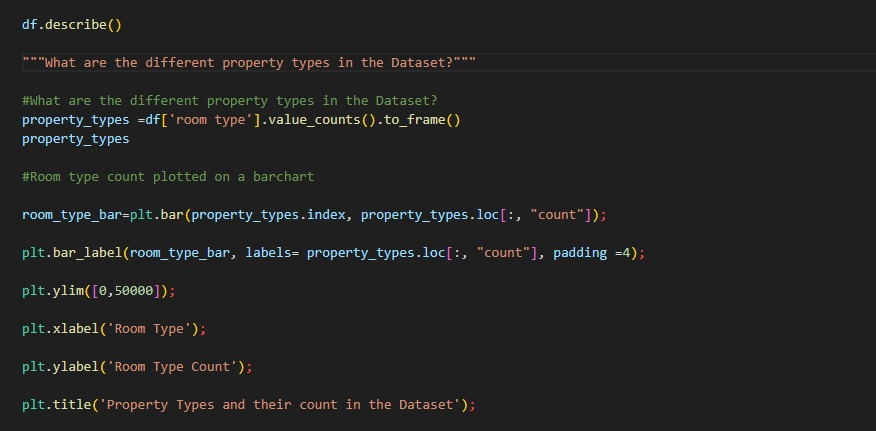 df.describe()
"""What are the different property types in the Dataset?"""
#What are the different property types in the Dataset?
property_types =df['room type'].value_counts().to_frame()
property_types
#Room type count plotted on a barchart
room_type_bar=plt.bar(property_types.index, property_types.loc[:, "count"]);
plt.bar_label(room_type_bar, labels= property_types.loc[:, "count"], padding =4);
plt.ylim([0,50000]);
plt.xlabel('Room Type');
plt.ylabel('Room Type Count');
plt.title('Property Types and their count in the Dataset');